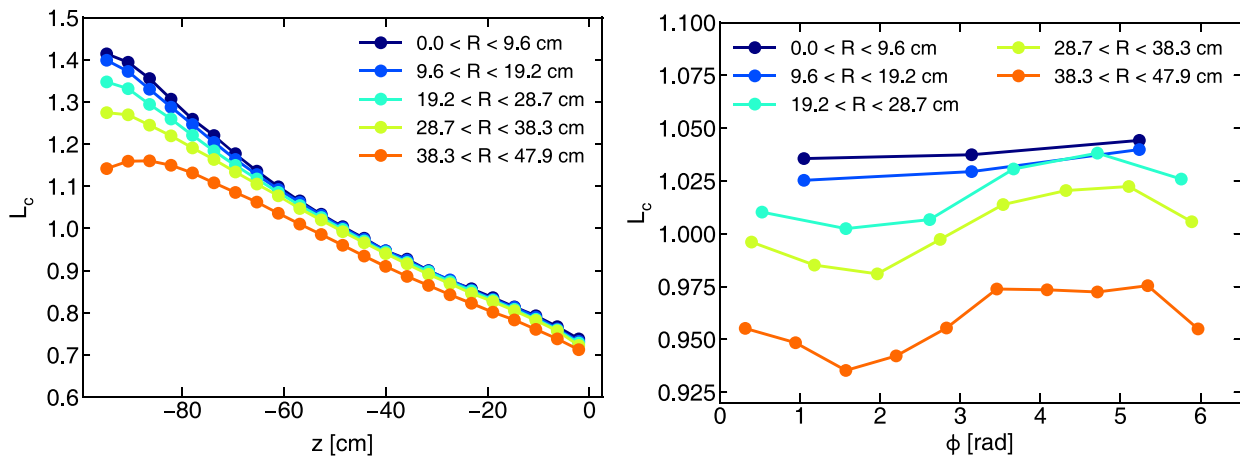 1.5
1.4
1.3
1.2
1.1
1.0
0.9
0.8
0.7
0.6
L_c
−80
−60
−40
−20
0
z [cm]
0.0 < R < 9.6 cm
9.6 < R < 19.2 cm
19.2 < R < 28.7 cm
28.7 < R < 38.3 cm
38.3 < R < 47.9 cm
1.100
1.075
1.050
1.025
1.000
0.975
0.950
0.925
L_c
0
1
2
3
4
5
6
ϕ [rad]
0.0 < R < 9.6 cm
9.6 < R < 19.2 cm
19.2 < R < 28.7 cm
28.7 < R < 38.3 cm
38.3 < R < 47.9 cm